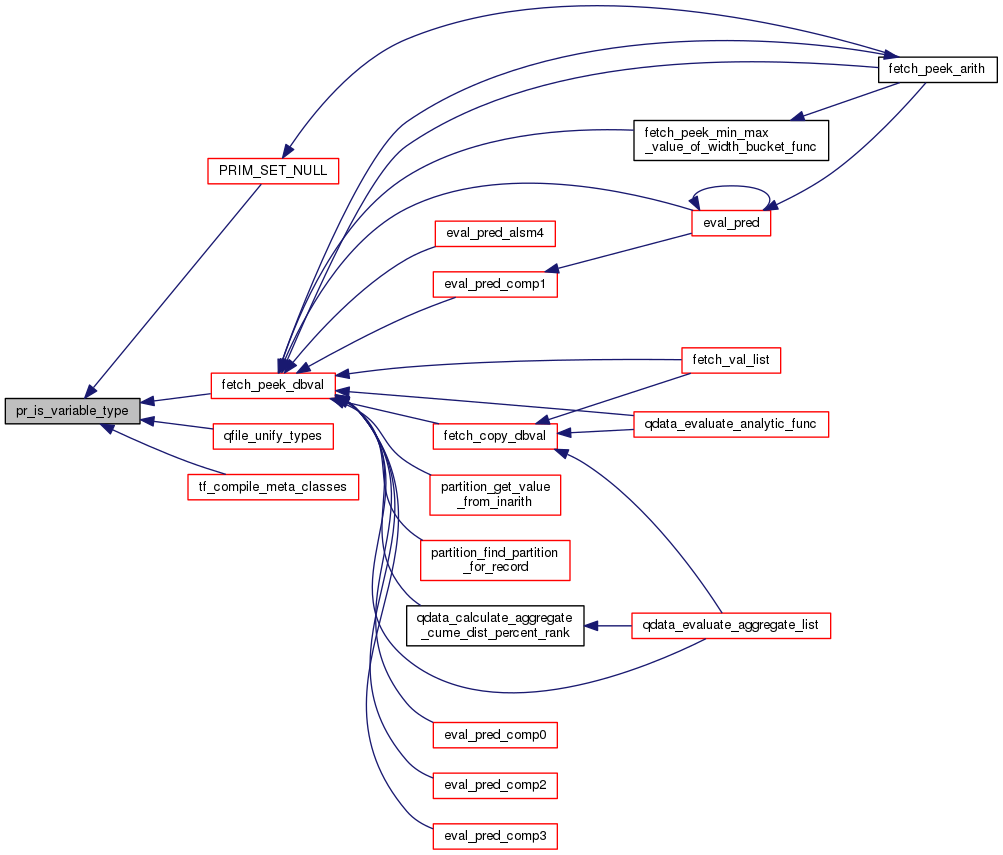 fetch_peek_arith
fetch_peek_min_max
_value_of_width_bucket_func
PRIM_SET_NULL
eval_pred
eval_pred_alsm4
eval_pred_comp1
fetch_val_list
fetch_peek_dbval
pr_is_variable_type
qdata_evaluate_analytic_func
qfile_unify_types
fetch_copy_dbval
tf_compile_meta_classes
partition_get_value
_from_inarith
partition_find_partition
_for_record
qdata_calculate_aggregate
_cume_dist_percent_rank
qdata_evaluate_aggregate_list
eval_pred_comp0
eval_pred_comp2
eval_pred_comp3